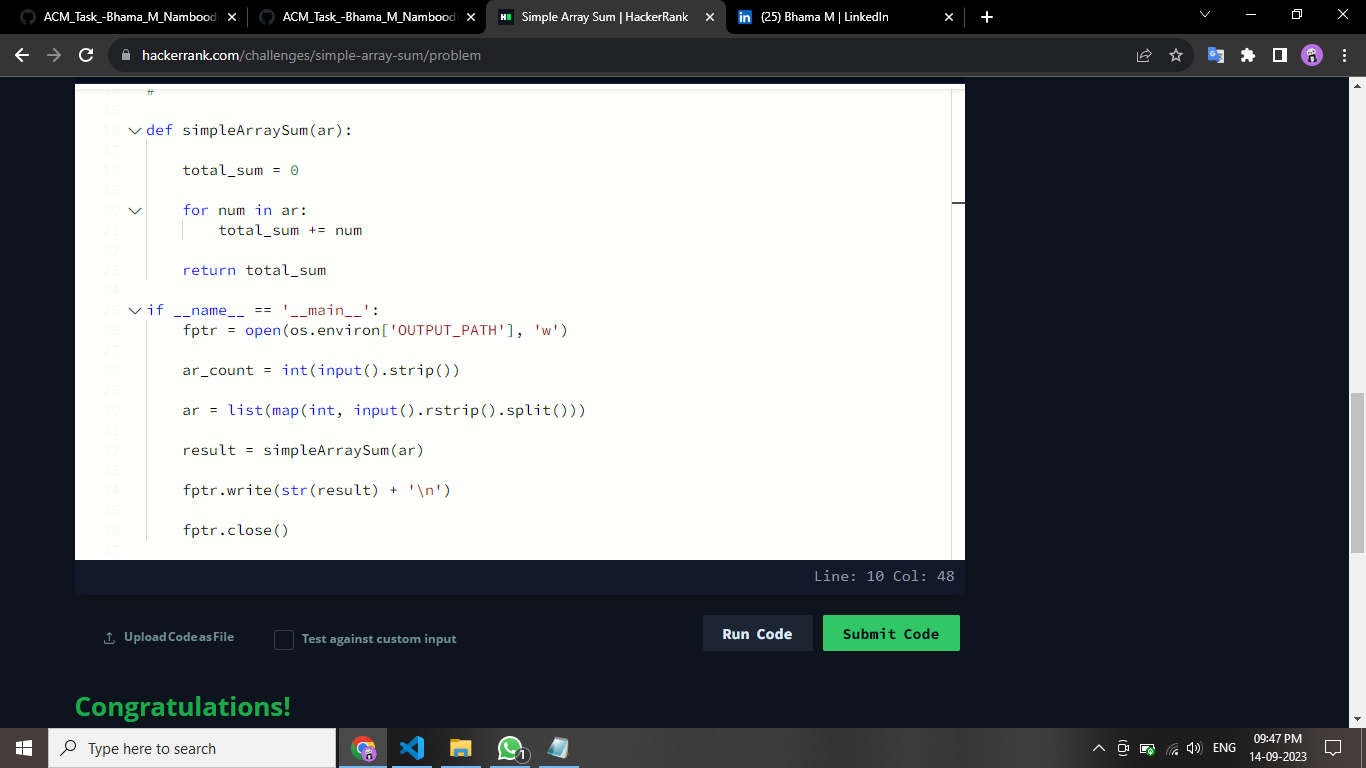 ACM_Task_-Bhama_M_Nambood
ACM_Task_-Bhama_M_Nambood
Simple Array Sum | HackerRank
(25) Bhama M | LinkedIn
hackerrank.com/challenges/simple-array-sum/problem
#
15
16 def simpleArraySum(ar):
17
18 total_sum = 0
19
20 for num in ar:
21 total_sum += num
22
23 return total_sum
24
25 if __name__ == '__main__':
26 fptr = open(os.environ['OUTPUT_PATH'], 'w')
27
28 ar_count = int(input().strip())
29
30 ar = list(map(int, input().rstrip().split()))
31
32 result = simpleArraySum(ar)
33
34 fptr.write(str(result) + '\n')
35
36 fptr.close()
37
Line: 10 Col: 48
Upload Code as File
Test against custom input
Run Code
Submit Code
Congratulations!
Type here to search
1
ENG
09:47 PM
14-09-2023